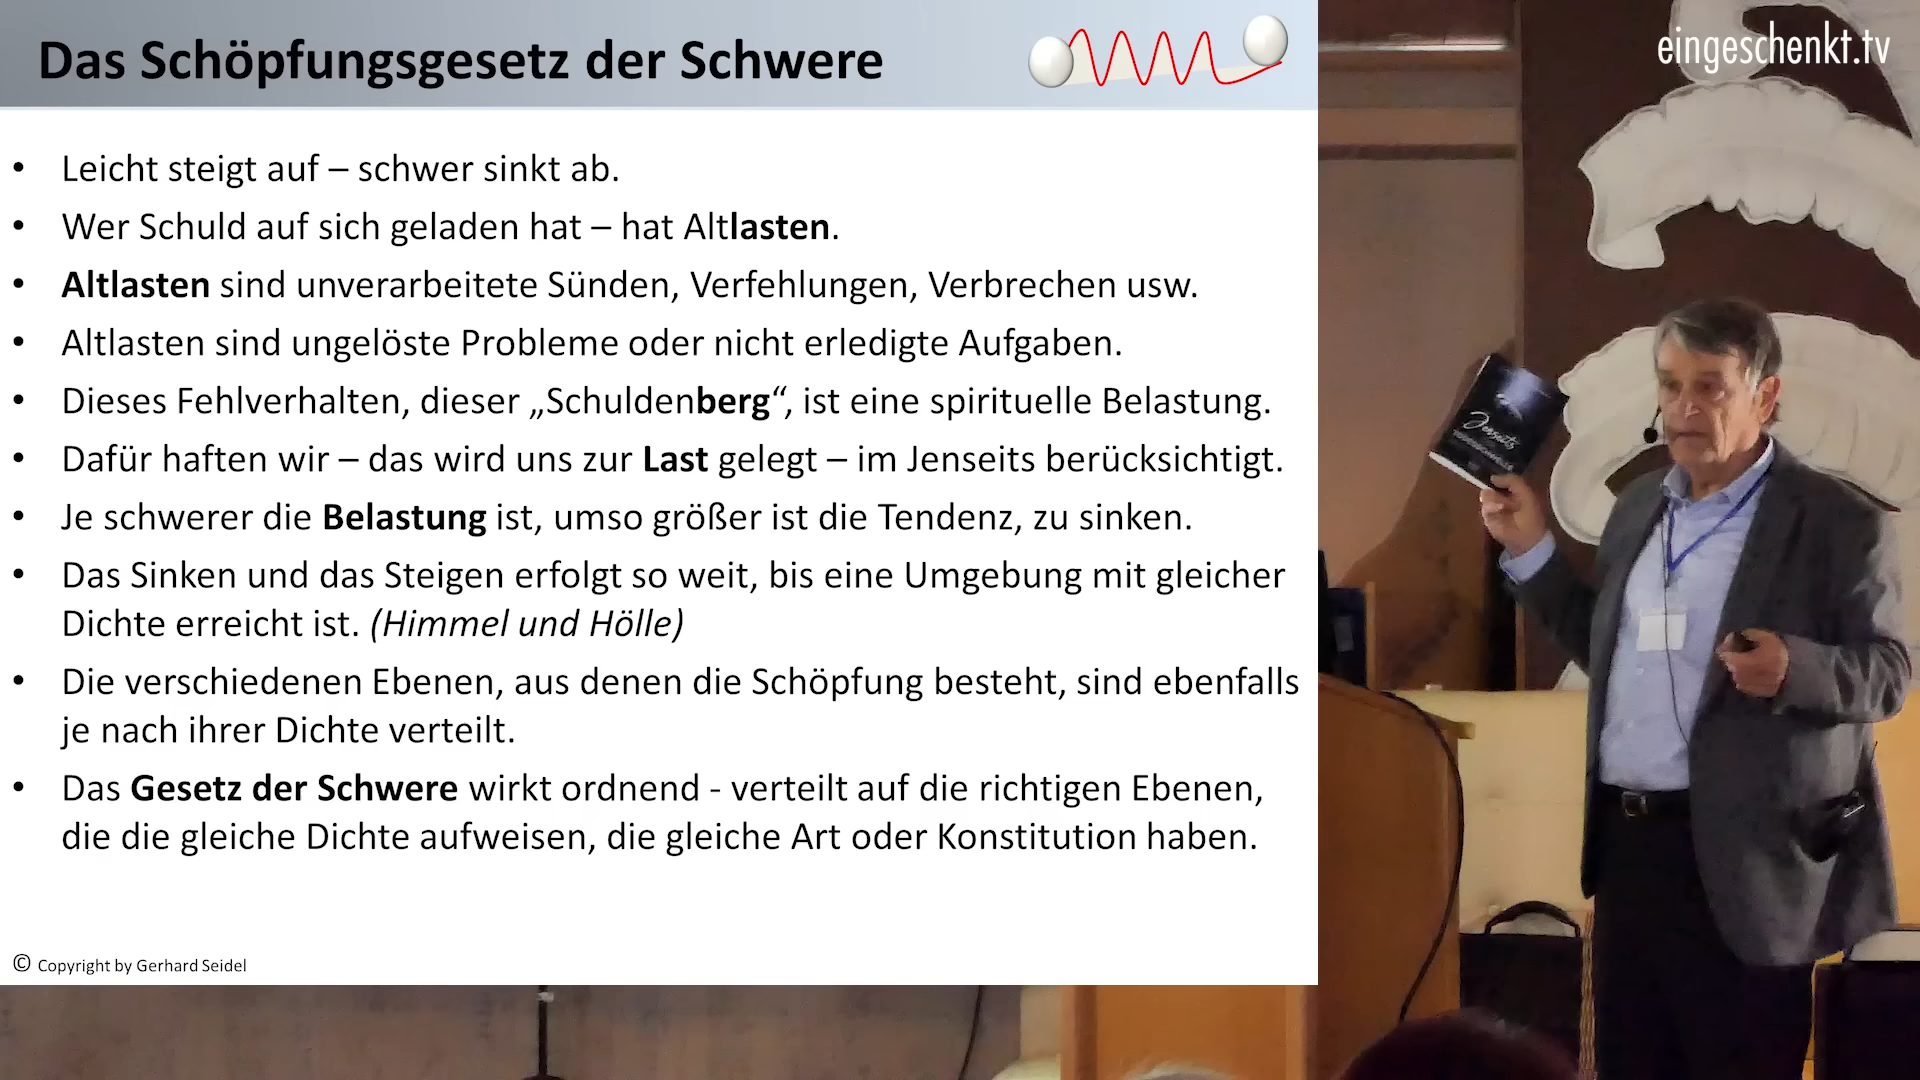 Das Schöpfungsgesetz der Schwere
eingeschenkt.tv
• Leicht steigt auf – schwer sinkt ab.
• Wer Schuld auf sich geladen hat – hat Altlasten.
• Altlasten sind unverarbeitete Sünden, Verfehlungen, Verbrechen usw.
• Altlasten sind ungelöste Probleme oder nicht erledigte Aufgaben.
• Dieses Fehlverhalten, dieser „Schuldenberg“, ist eine spirituelle Belastung.
• Dafür haften wir – das wird uns zur Last gelegt – im Jenseits berücksichtigt.
• Je schwerer die Belastung ist, umso größer ist die Tendenz, zu sinken.
• Das Sinken und das Steigen erfolgt so weit, bis eine Umgebung mit gleicher
Dichte erreicht ist. (Himmel und Hölle)
• Die verschiedenen Ebenen, aus denen die Schöpfung besteht, sind ebenfalls
je nach ihrer Dichte verteilt.
• Das Gesetz der Schwere wirkt ordnend - verteilt auf die richtigen Ebenen,
die die gleiche Dichte aufweisen, die gleiche Art oder Konstitution haben.
© Copyright by Gerhard Seidel
Jenseits